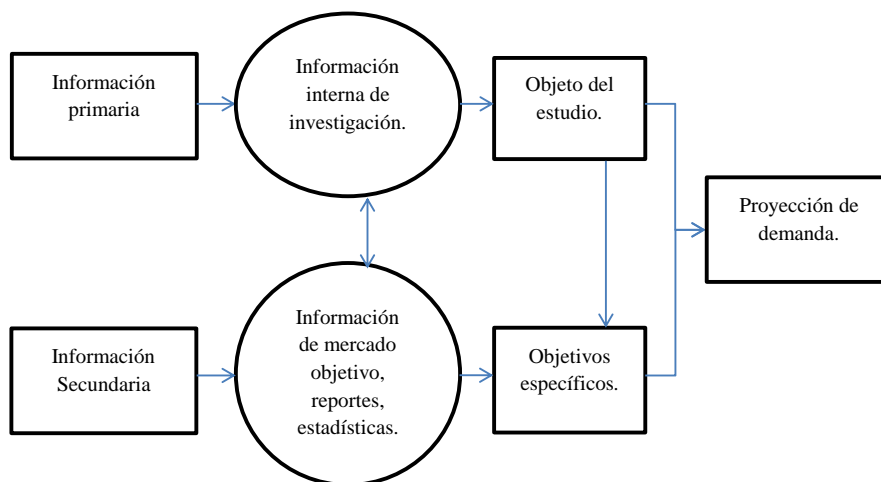 Información
primaria
Información
interna de
investigación.
Objeto del
estudio.
Proyección de
demanda.
Información
Secundaria
Información
de mercado
objetivo,
reportes,
estadísticas.
Objetivos
específicos.